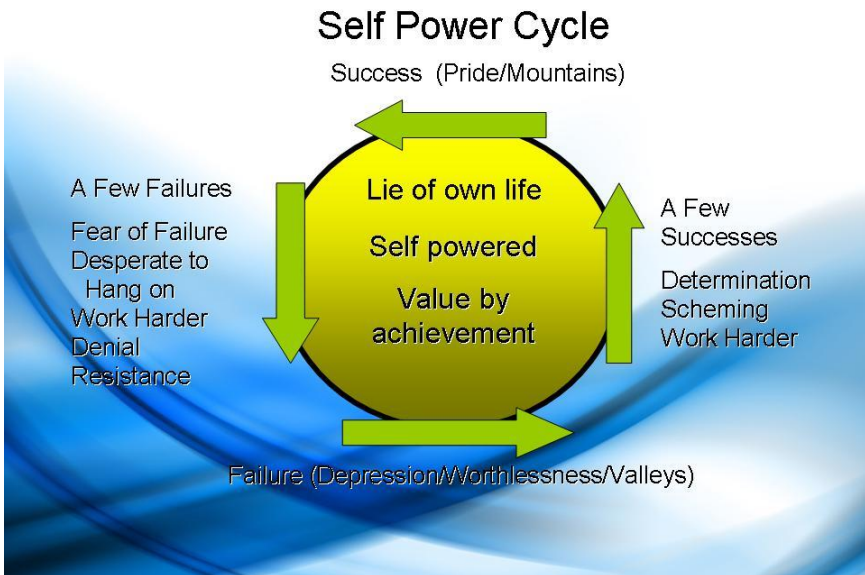 Self Power Cycle
Success (Pride/Mountains)
A Few Failures
Fear of Failure
Desperate to
Hang on
Work Harder
Denial
Resistance
Lie of own life
Self powered
Value by
achievement
A Few
Successes
Determination
Scheming
Work Harder
Failure (Depression/Worthlessness/Valleys)